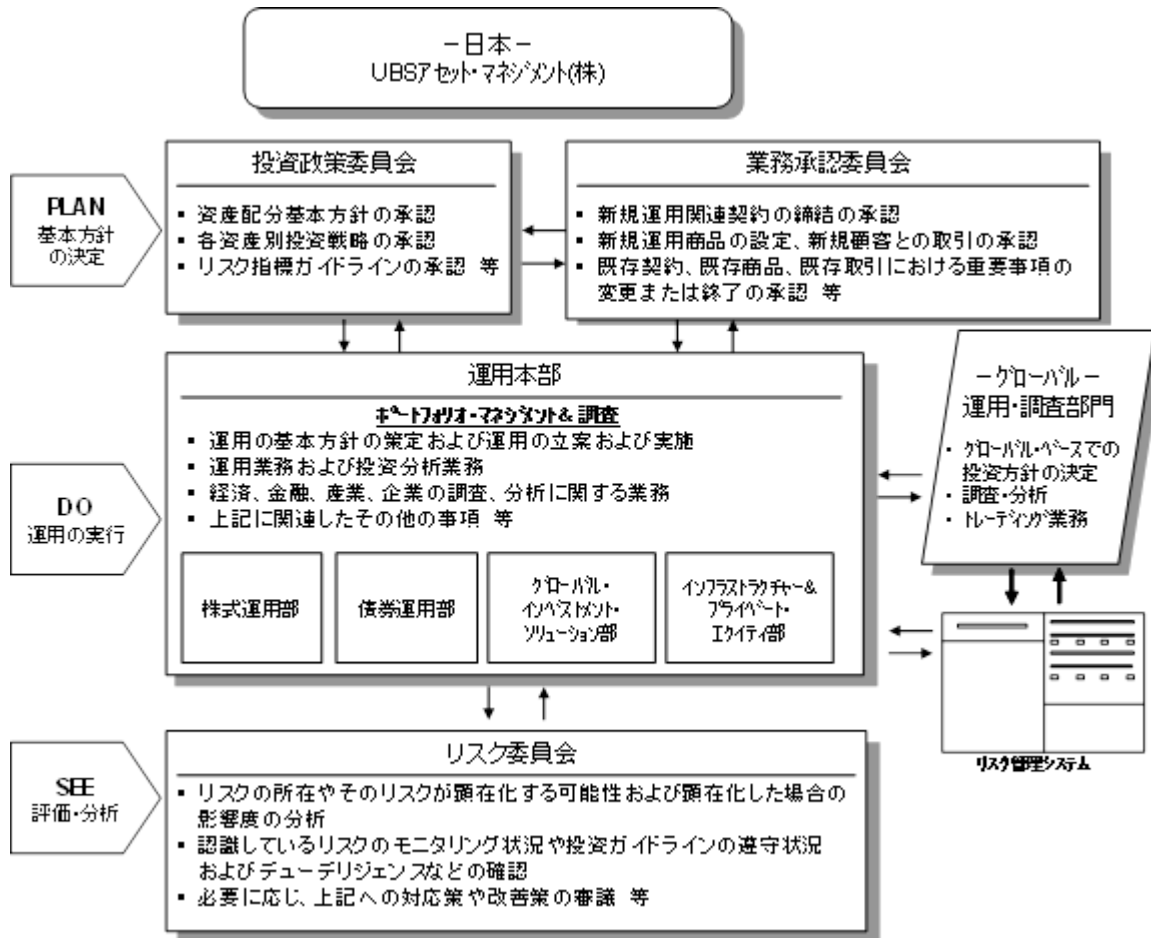 －日本－
UBSアセット・マネジメント(株)
PLAN
基本方針
の決定
投資政策委員会
▪ 資産配分基本方針の承認
▪ 各資産別投資戦略の承認
▪ リスク指標ガイドラインの承認 等
業務承認委員会
▪ 新規運用関連契約の締結の承認
▪ 新規運用商品の設定、新規顧客との取引の承認
▪ 既存契約、既存商品、既存取引における重要事項の
変更または終了の承認 等
DO
運用の実行
運用本部
ポートフォリオ・マネジメント＆調査
▪ 運用の基本方針の策定および運用の立案および実施
▪ 運用業務および投資分析業務
▪ 経済、金融、産業、企業の調査、分析に関する業務
▪ 上記に関連したその他の事項 等
株式運用部
債券運用部
グローバル・
インベストメント・
ソリューション部
インフラストラクチャー＆
プライベート・
エクイティ部
－グローバル－
運用・調査部門
・ グローバル・ベースでの
投資方針の決定
・ 調査・分析
・ トレーディング業務
リスク管理システム
SEE
評価・分析
リスク委員会
▪ リスクの所在やそのリスクが顕在化する可能性および顕在化した場合の
影響度の分析
▪ 認識しているリスクのモニタリング状況や投資ガイドラインの遵守状況
およびデューデリジェンスなどの確認
▪ 必要に応じ、上記への対応策や改善策の審議 等